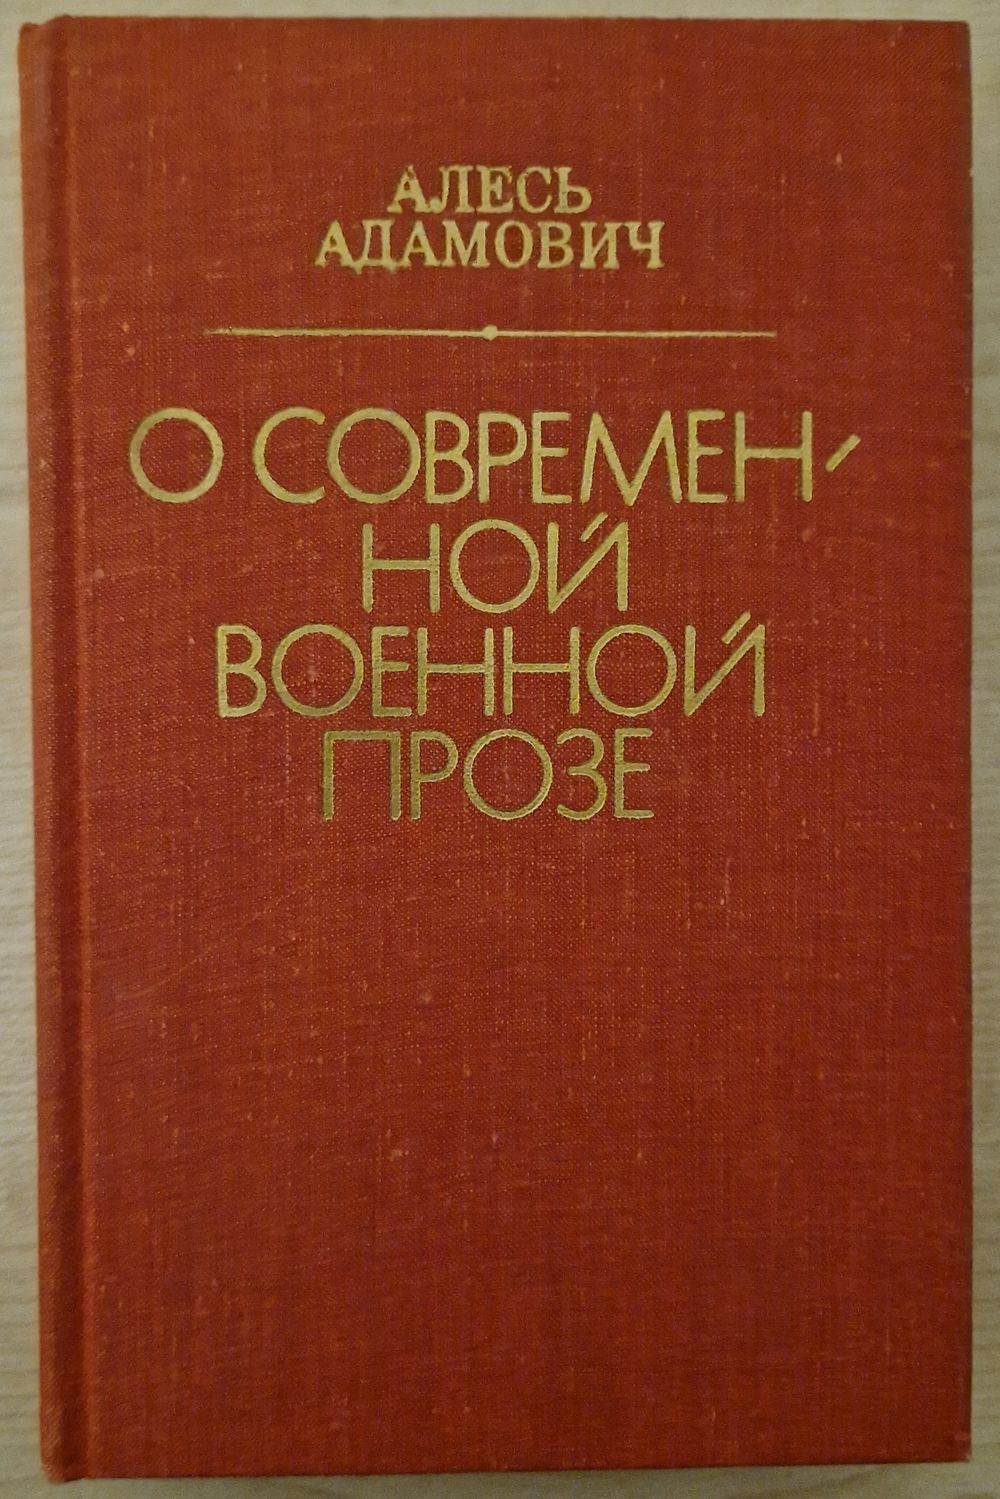 АЛЕСЬ
АДАМОВИЧ
О СОВРЕМЕН-
НОЙ
ВОЕННОЙ
ПРОЗЕ